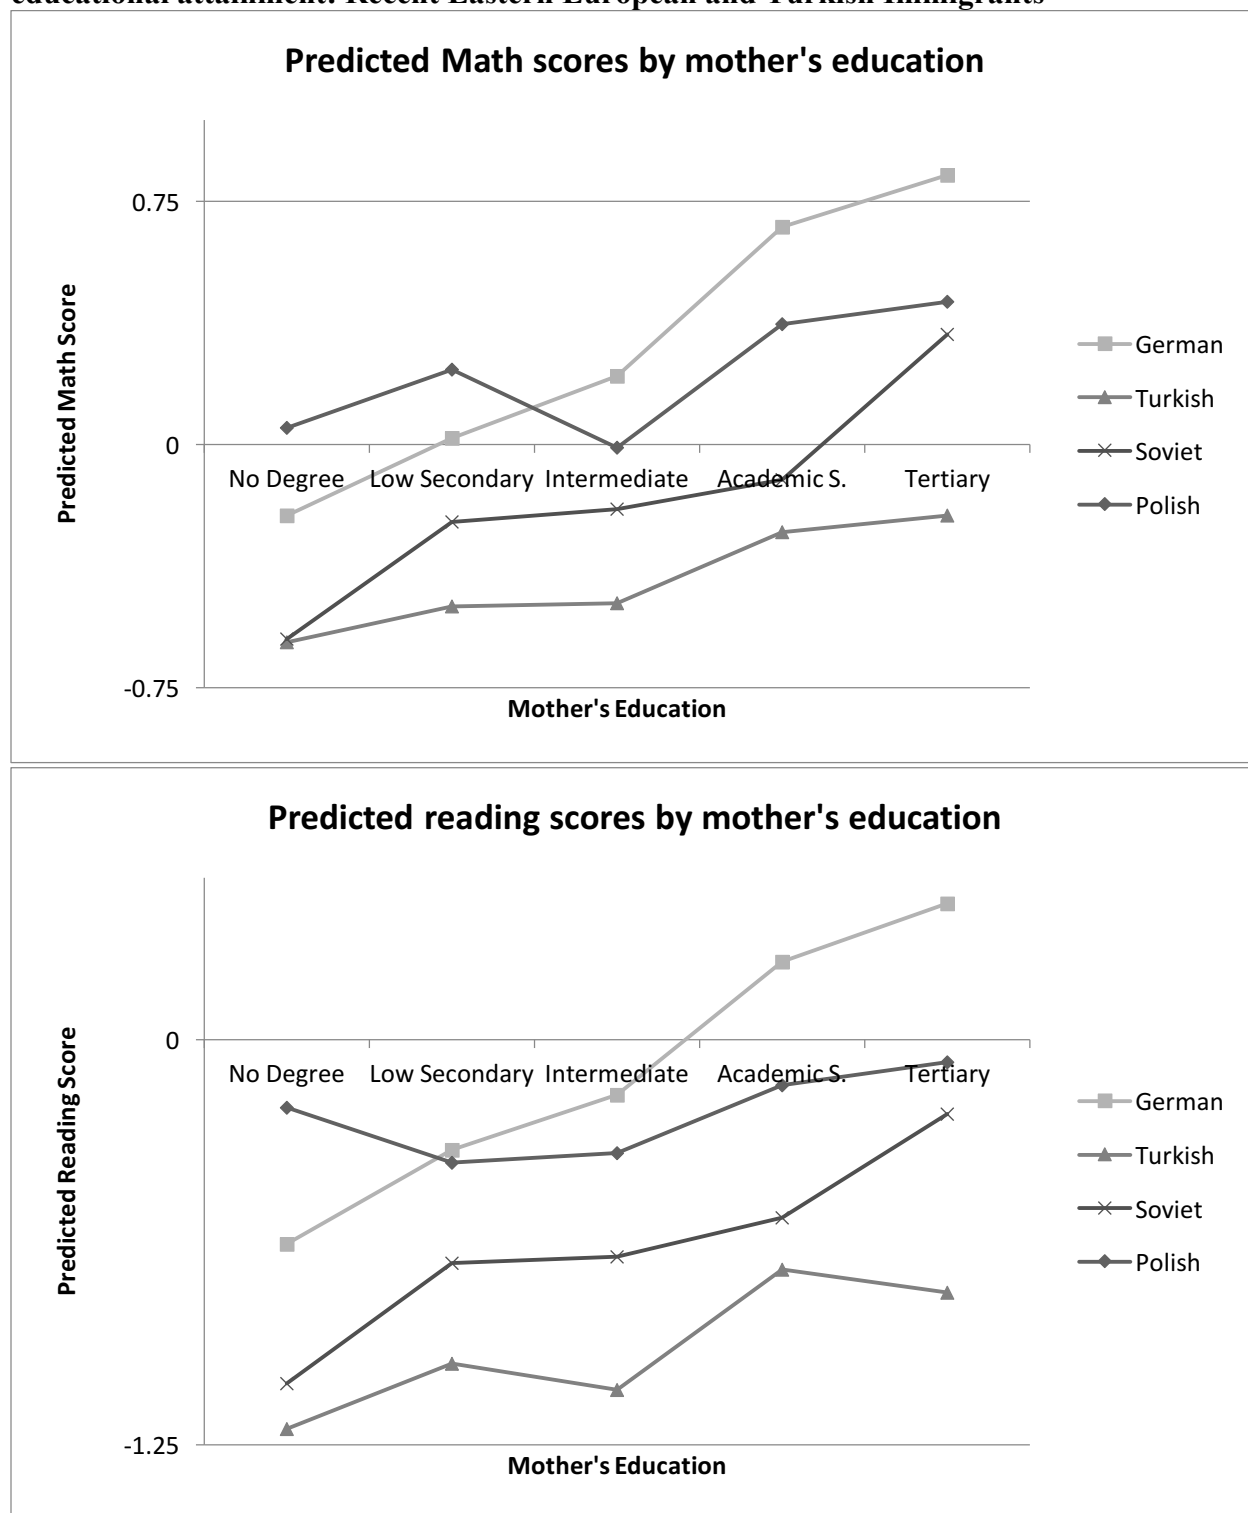 educational attainment: Recent Eastern European and Turkish Immigrants
Predicted Math scores by mother's education
0.75
0
-0.75
Predicted Math Score
No Degree Low Secondary Intermediate Academic S. Tertiary
Mother's Education
German
Turkish
Soviet
Polish
Predicted reading scores by mother's education
0
-1.25
Predicted Reading Score
No Degree Low Secondary Intermediate Academic S. Tertiary
Mother's Education
German
Turkish
Soviet
Polish